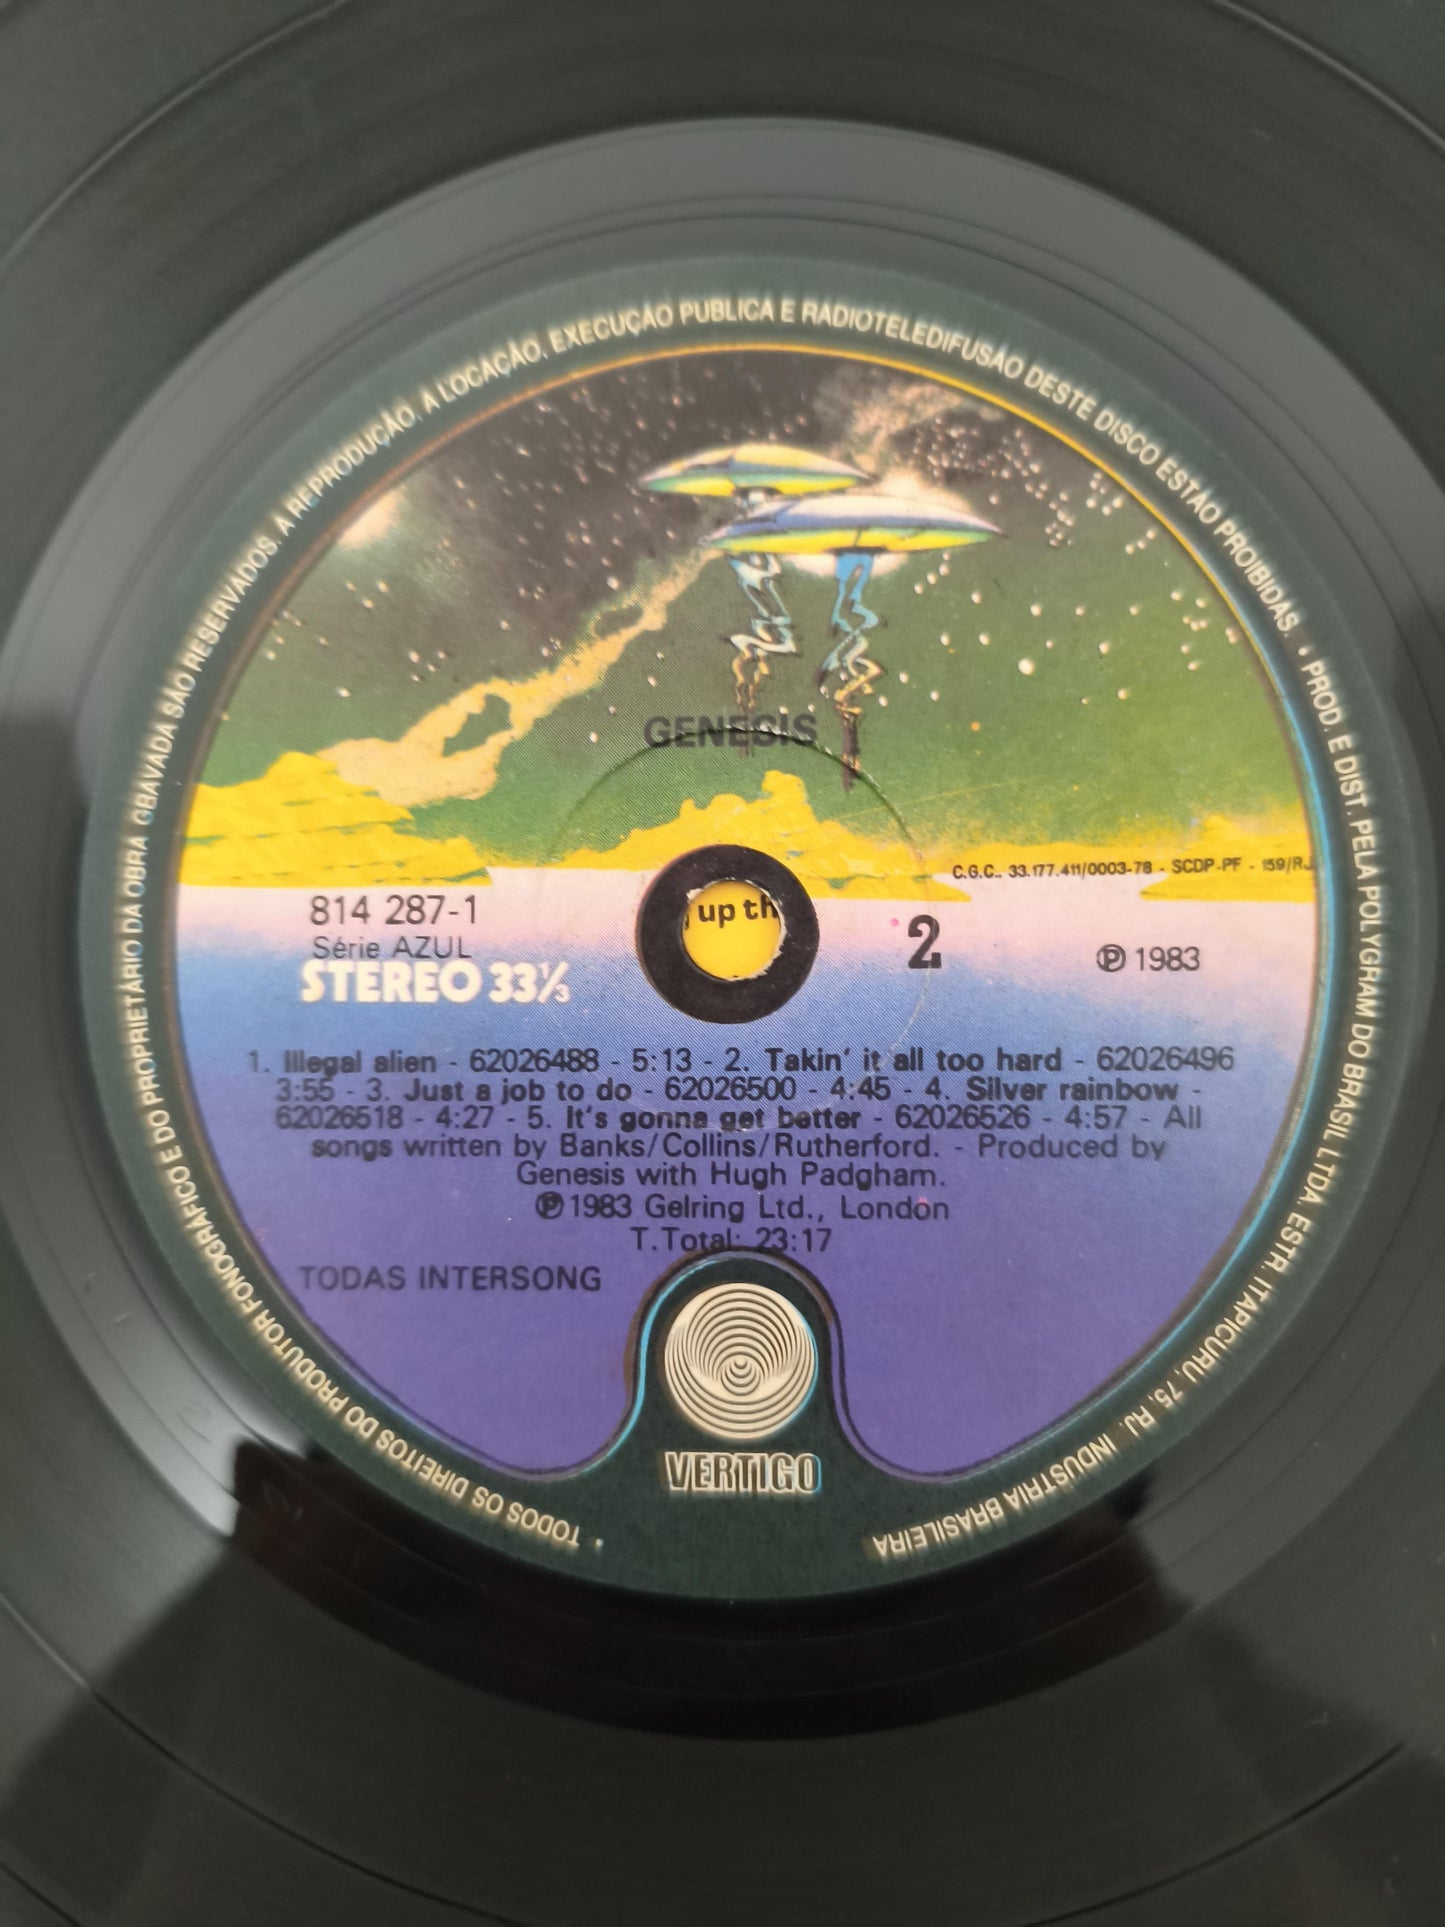 TODOS OS DIREITOS DO PRODUTOR FONOGRÁFICO E DO PROPRIETÁRIO DA OBRA GRAVADA SÃO RESERVADOS. A REPRODUÇÃO, A LOCAÇÃO, EXECUÇÃO PUBLICA E RADIOTELEDIFUSÃO DESTE DISCO ESTÃO PROIBIDAS. • PROD. E DIST. PELA POLYGRAM DO BRASIL LTDA. ESTR. ITAPICURU, 75, RJ. INDÚSTRIA BRASILEIRA •
GENESIS
C.G.C.. 33.177.411/0003-78 - SCDP-PF - 159/RJ
814 287-1
up th
2
Série AZUL
℗ 1983
STEREO 33⅓
1. Illegal alien - 62026488 - 5:13 - 2. Takin' it all too hard - 62026496
3:55 - 3. Just a job to do - 62026500 - 4:45 - 4. Silver rainbow -
62026518 - 4:27 - 5. It's gonna get better - 62026526 - 4:57 - All
songs written by Banks/Collins/Rutherford. - Produced by
Genesis with Hugh Padgham.
℗ 1983 Gelring Ltd., London
T.Total: 23:17
TODAS INTERSONG
VERTIGO